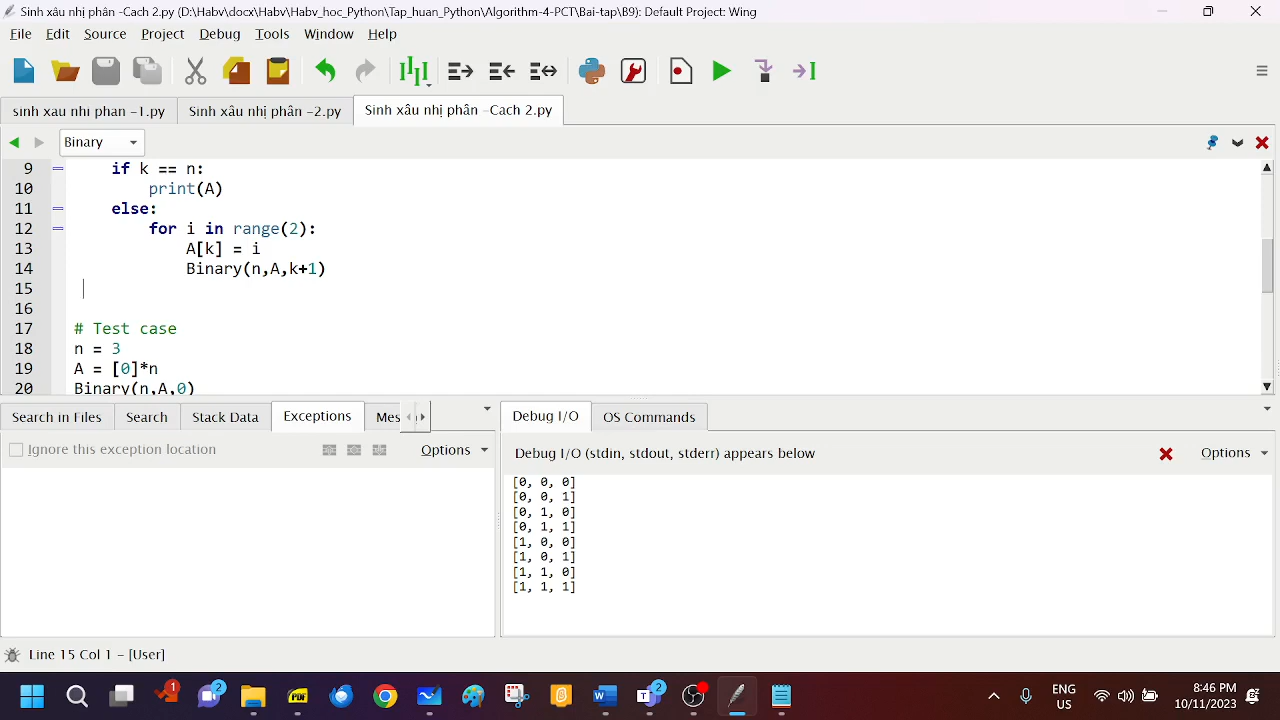 Sinh xâu nhị phân -Cach 2.py (D:\Habv\docx\Habv\Habv_hoc_Python\Tap_huan_Python\Algorithm-4-PCT\Bai-tap\B9): Default Project: Wing
File Edit Source Project Debug Tools Window Help
sinh xau nhi phan -1.py Sinh xâu nhị phân -2.py Sinh xâu nhị phân -Cach 2.py
Binary
9 if k == n:
10 print(A)
11 else:
12 for i in range(2):
13 A[k] = i
14 Binary(n,A,k+1)
15
16
17 # Test case
18 n = 3
19 A = [0]*n
20 Binary(n,A,0)
Search in Files Search Stack Data Exceptions Mes
Debug I/O OS Commands
Ignore this exception location Options
Debug I/O (stdin, stdout, stderr) appears below Options
[0, 0, 0]
[0, 0, 1]
[0, 1, 0]
[0, 1, 1]
[1, 0, 0]
[1, 0, 1]
[1, 1, 0]
[1, 1, 1]
Line 15 Col 1 – [User]
1 2 PDF 2 ENG US 8:46 PM 10/11/2023